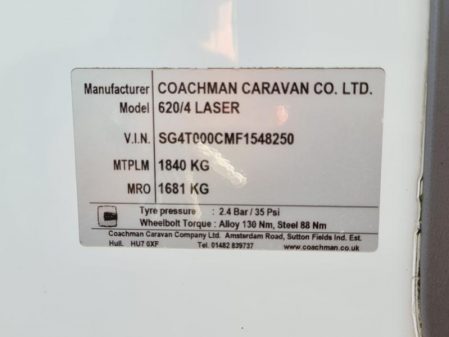 Manufacturer COACHMAN CARAVAN CO. LTD.
Model 620/4 LASER
V.I.N. SG4T000CMF1548250
MTPLM 1840 KG
MRO 1681 KG
Tyre pressure : 2.4 Bar / 35 Psi
Wheelbolt Torque : Alloy 130 Nm, Steel 88 Nm
Coachman Caravan Company Ltd. Amsterdam Road, Sutton Fields Ind. Est.
Hull. HU7 0XF Tel. 01482 839737 www.coachman.co.uk